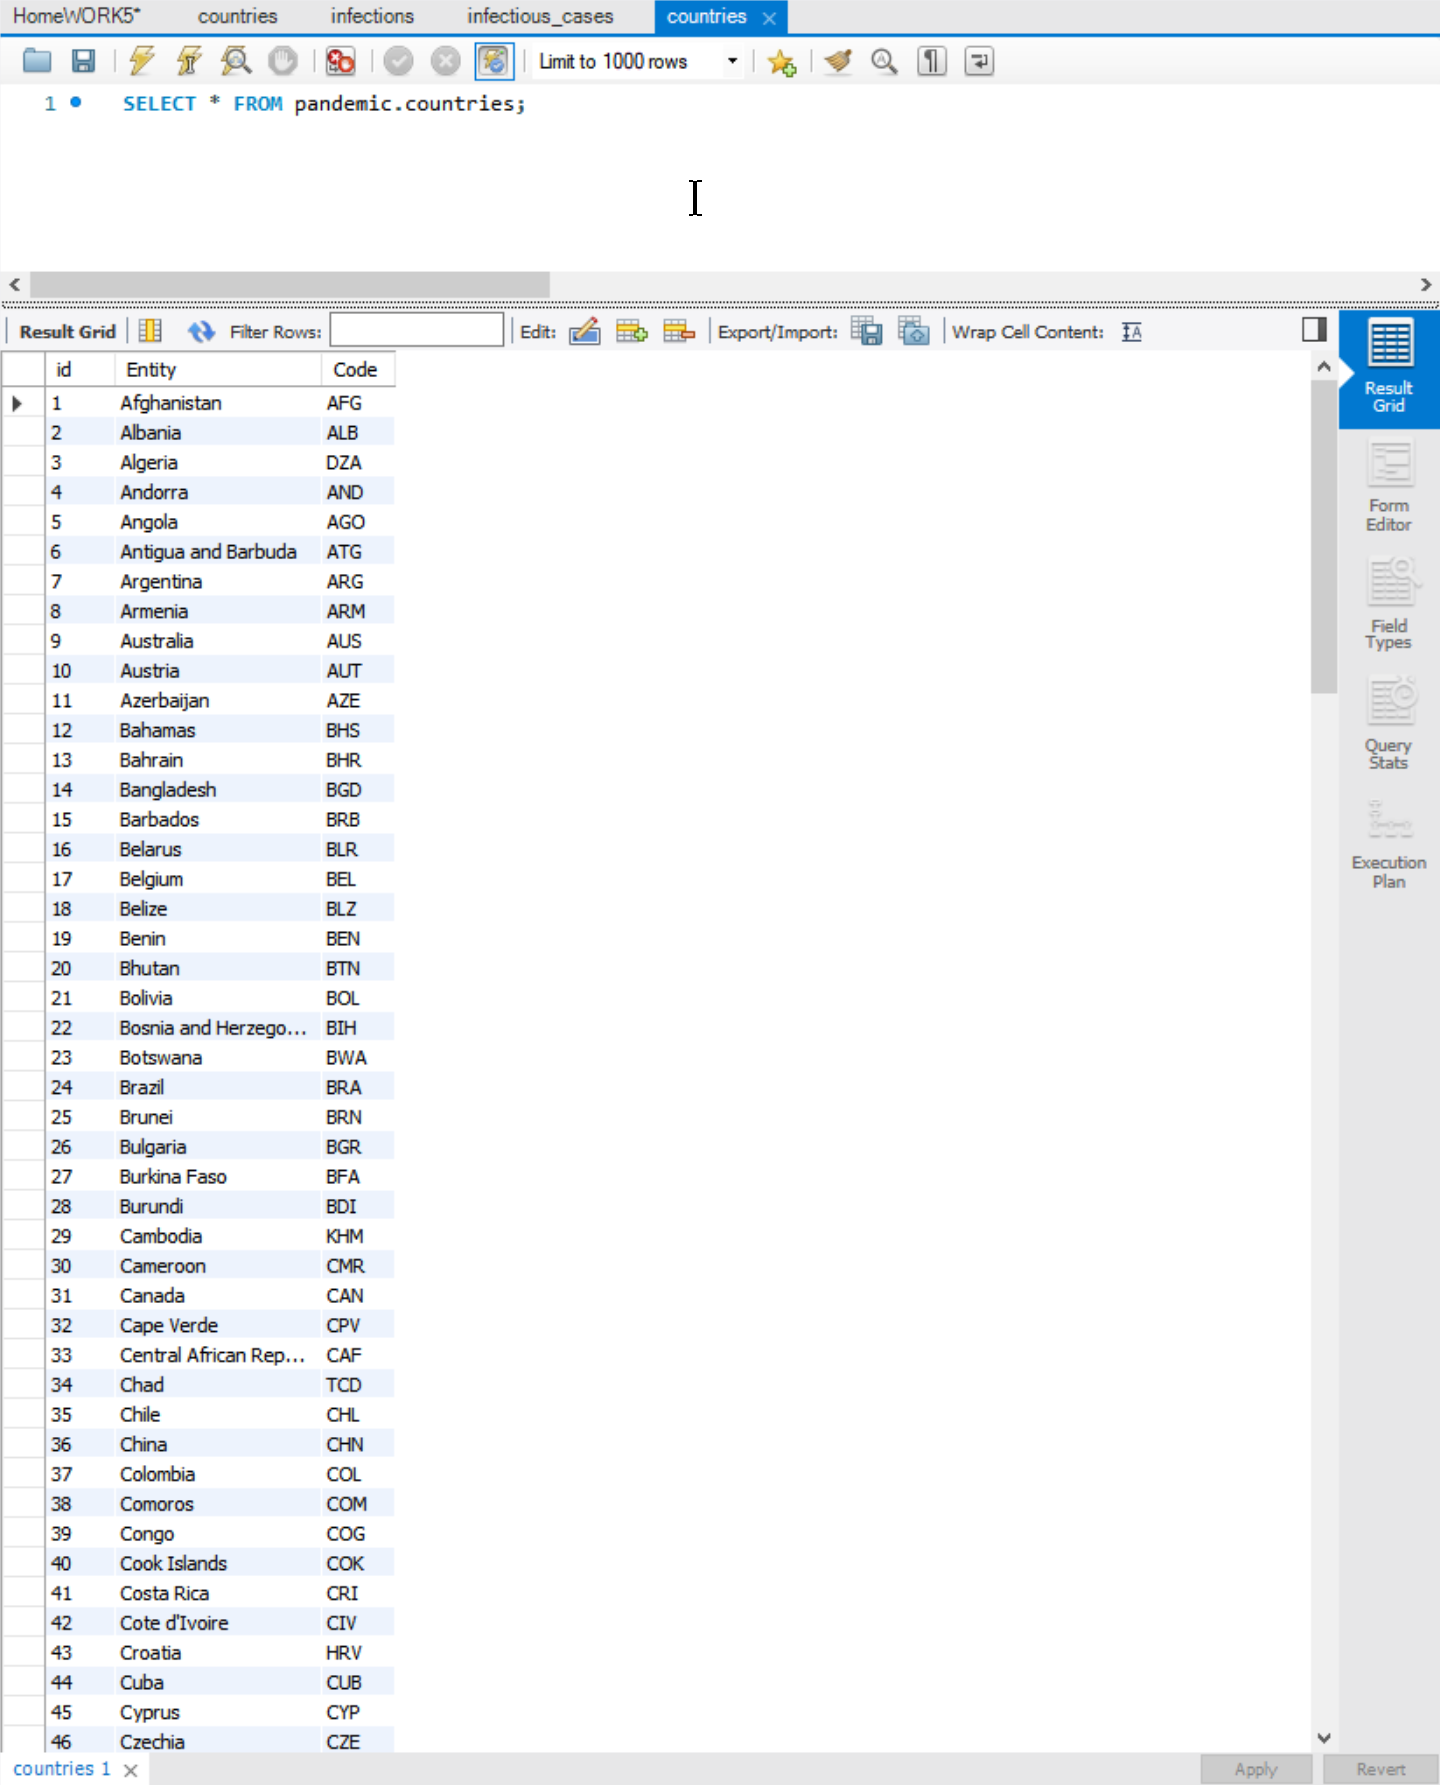 HomeWORK5* countries infections infectious_cases countries
Limit to 1000 rows
1 SELECT * FROM pandemic.countries;
Result Grid Filter Rows: Edit: Export/Import: Wrap Cell Content:
id Entity Code
1 Afghanistan AFG
2 Albania ALB
3 Algeria DZA
4 Andorra AND
5 Angola AGO
6 Antigua and Barbuda ATG
7 Argentina ARG
8 Armenia ARM
9 Australia AUS
10 Austria AUT
11 Azerbaijan AZE
12 Bahamas BHS
13 Bahrain BHR
14 Bangladesh BGD
15 Barbados BRB
16 Belarus BLR
17 Belgium BEL
18 Belize BLZ
19 Benin BEN
20 Bhutan BTN
21 Bolivia BOL
22 Bosnia and Herzego... BIH
23 Botswana BWA
24 Brazil BRA
25 Brunei BRN
26 Bulgaria BGR
27 Burkina Faso BFA
28 Burundi BDI
29 Cambodia KHM
30 Cameroon CMR
31 Canada CAN
32 Cape Verde CPV
33 Central African Rep... CAF
34 Chad TCD
35 Chile CHL
36 China CHN
37 Colombia COL
38 Comoros COM
39 Congo COG
40 Cook Islands COK
41 Costa Rica CRI
42 Cote d'Ivoire CIV
43 Croatia HRV
44 Cuba CUB
45 Cyprus CYP
46 Czechia CZE
Result
Grid
Form
Editor
Field
Types
Query
Stats
Execution
Plan
countries 1 Apply Revert